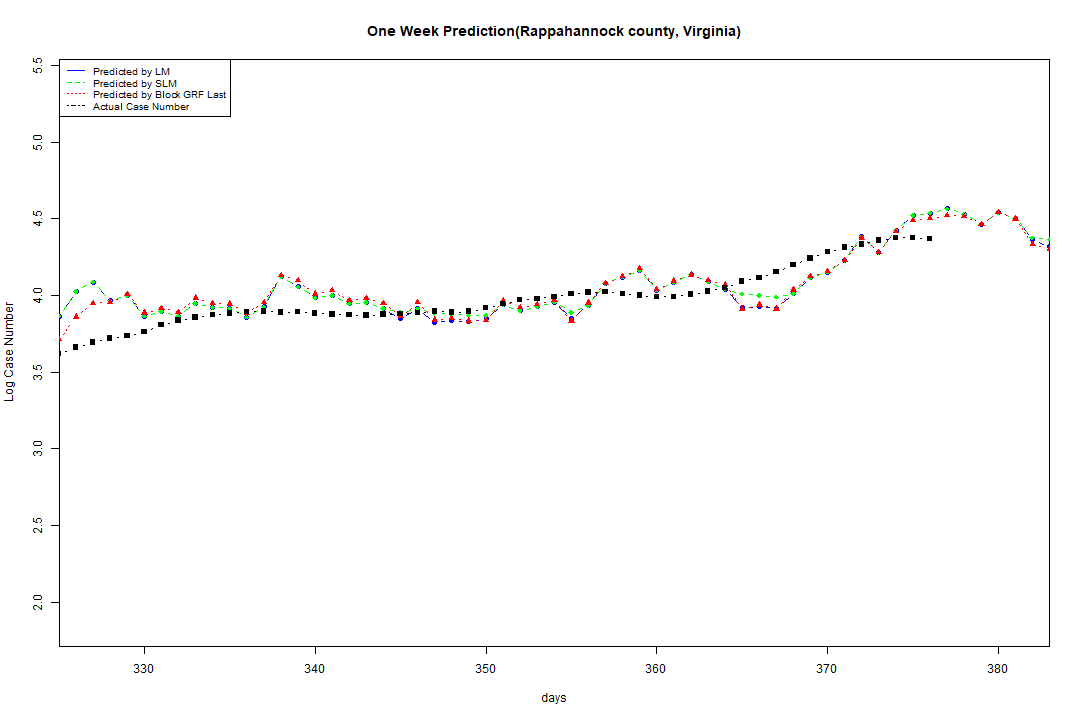 One Week Prediction(Rappahannock county, Virginia)
Predicted by LM
Predicted by SLM
Predicted by Block GRF Last
Actual Case Number
5.5
5.0
4.5
4.0
3.5
3.0
2.5
2.0
Log Case Number
330 340 350 360 370 380
days